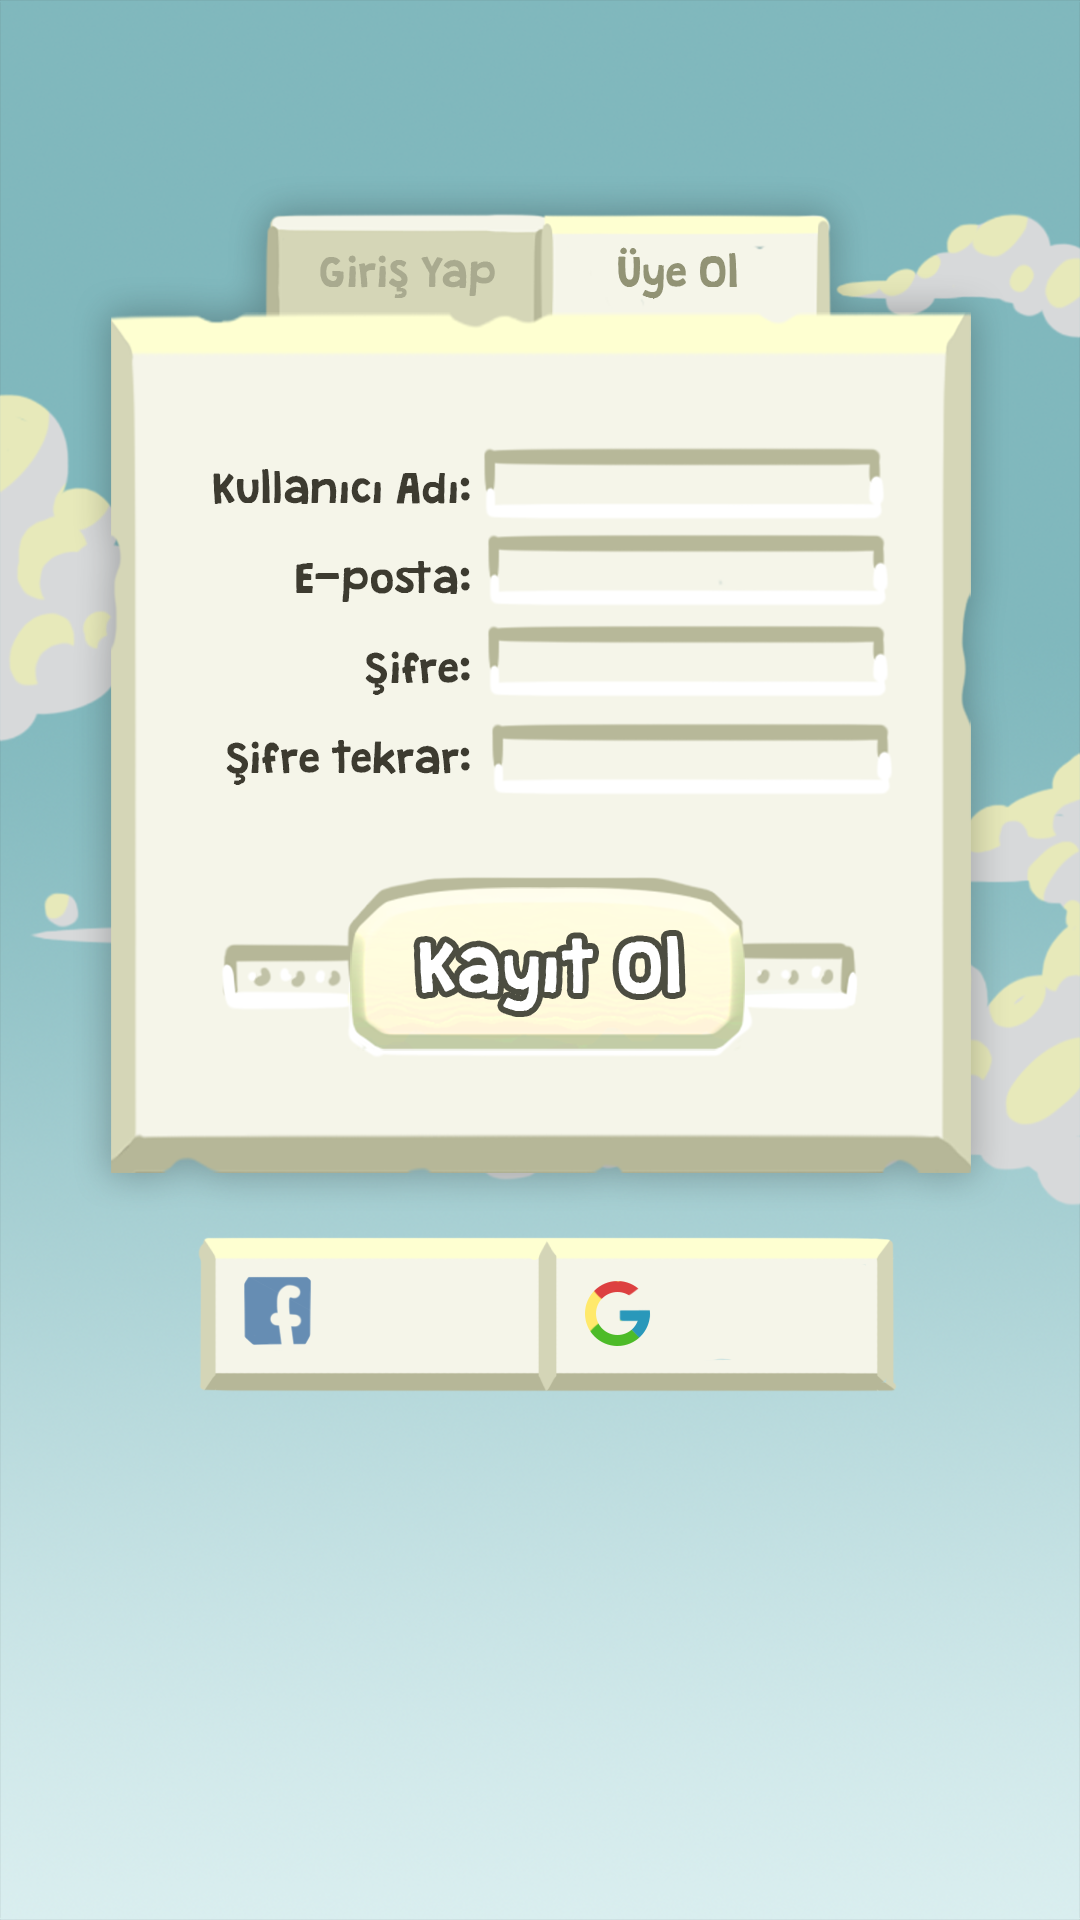 Giriş Yap
Üye Ol
Kullanıcı Adı:
E-posta:
Şifre:
Şifre tekrar:
Kayıt Ol